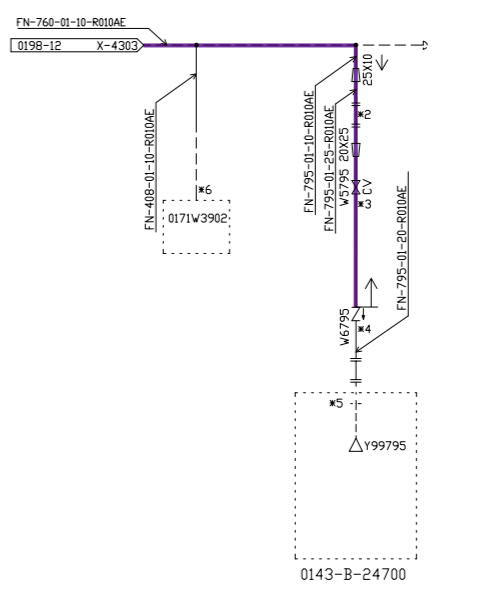 FN-760-01-10-R010AE
0198-12 X-4303
FN-408-01-10-R010AE
*6
0171W3902
FN-795-01-10-R010AE
FN-795-01-25-R010AE
25X10
*2
W5795 20X25
CV
*3
FN-795-01-20-R010AE
W6795
*4
*5
Y99795
0143-B-24700